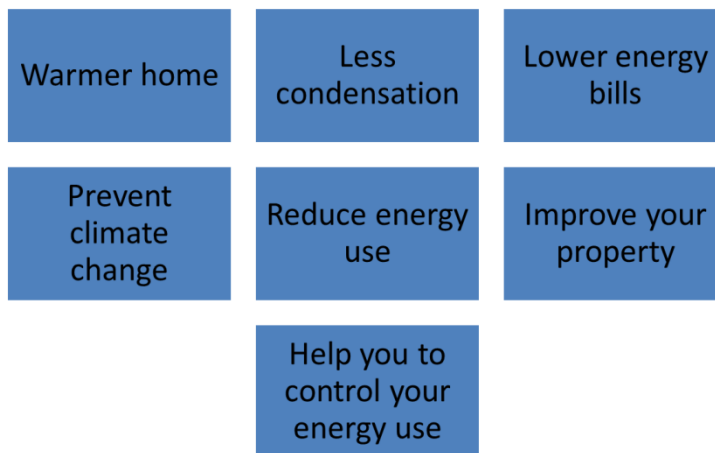 Warmer home
Less
condensation
Lower energy
bills
Prevent
climate
change
Reduce energy
use
Improve your
property
Help you to
control your
energy use